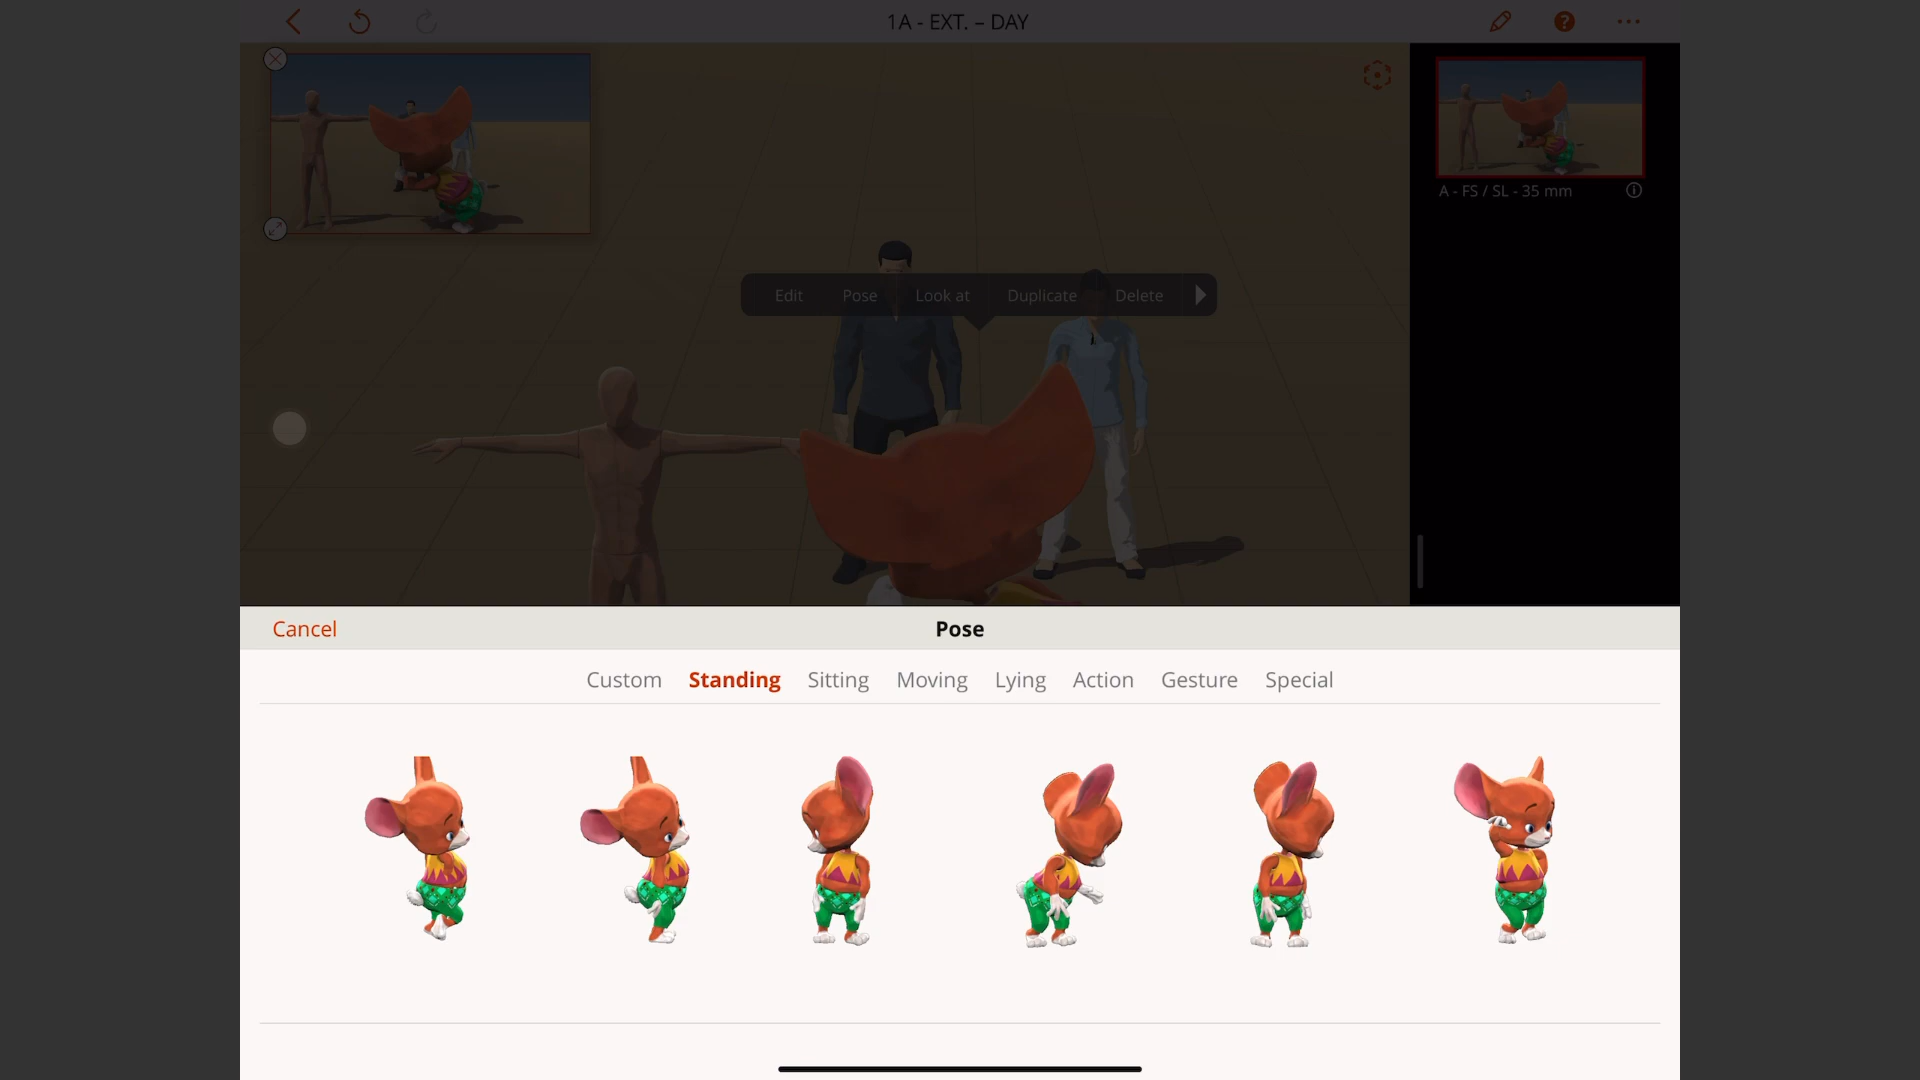 1A - EXT. – DAY
Edit Pose Look at Duplicate Delete
A - FS / SL - 35 mm
Cancel
Pose
Custom Standing Sitting Moving Lying Action Gesture Special